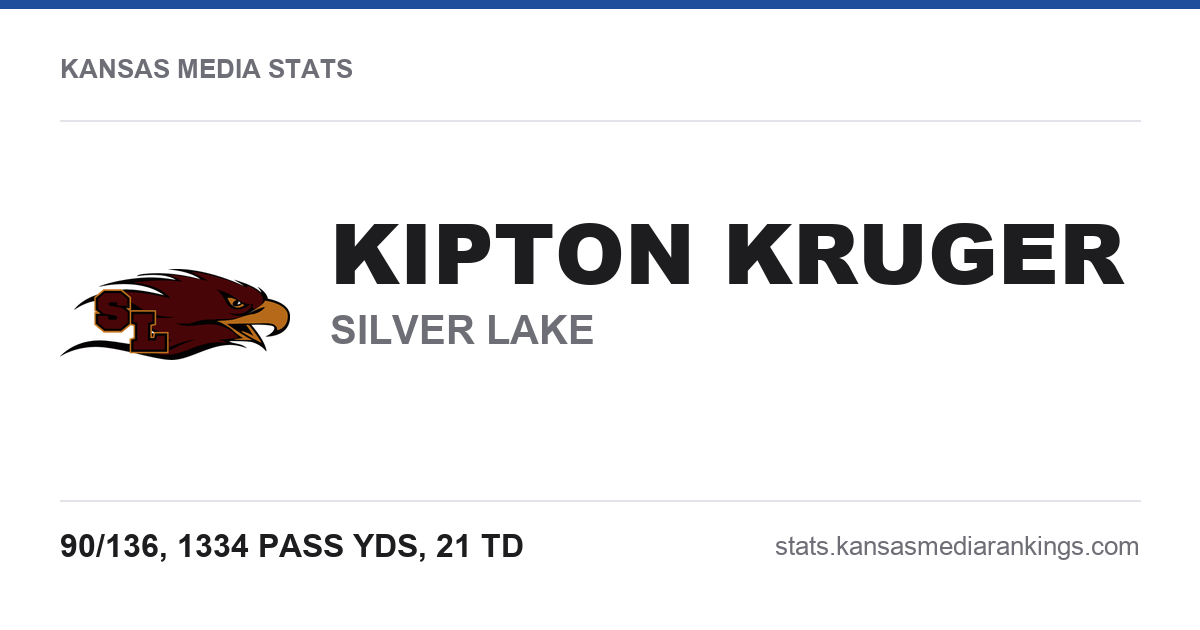 KANSAS MEDIA STATS
KIPTON KRUGER
SILVER LAKE
SL
90/136, 1334 PASS YDS, 21 TD
stats.kansasmediarankings.com